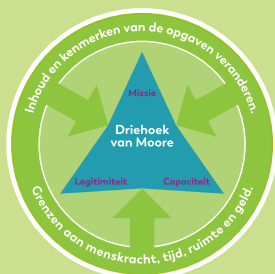 Inhoud en kenmerken van de opgaven veranderen.
Missie
Driehoek
van Moore
Legitimiteit
Capaciteit
Grenzen aan menskracht, tijd, ruimte en geld.